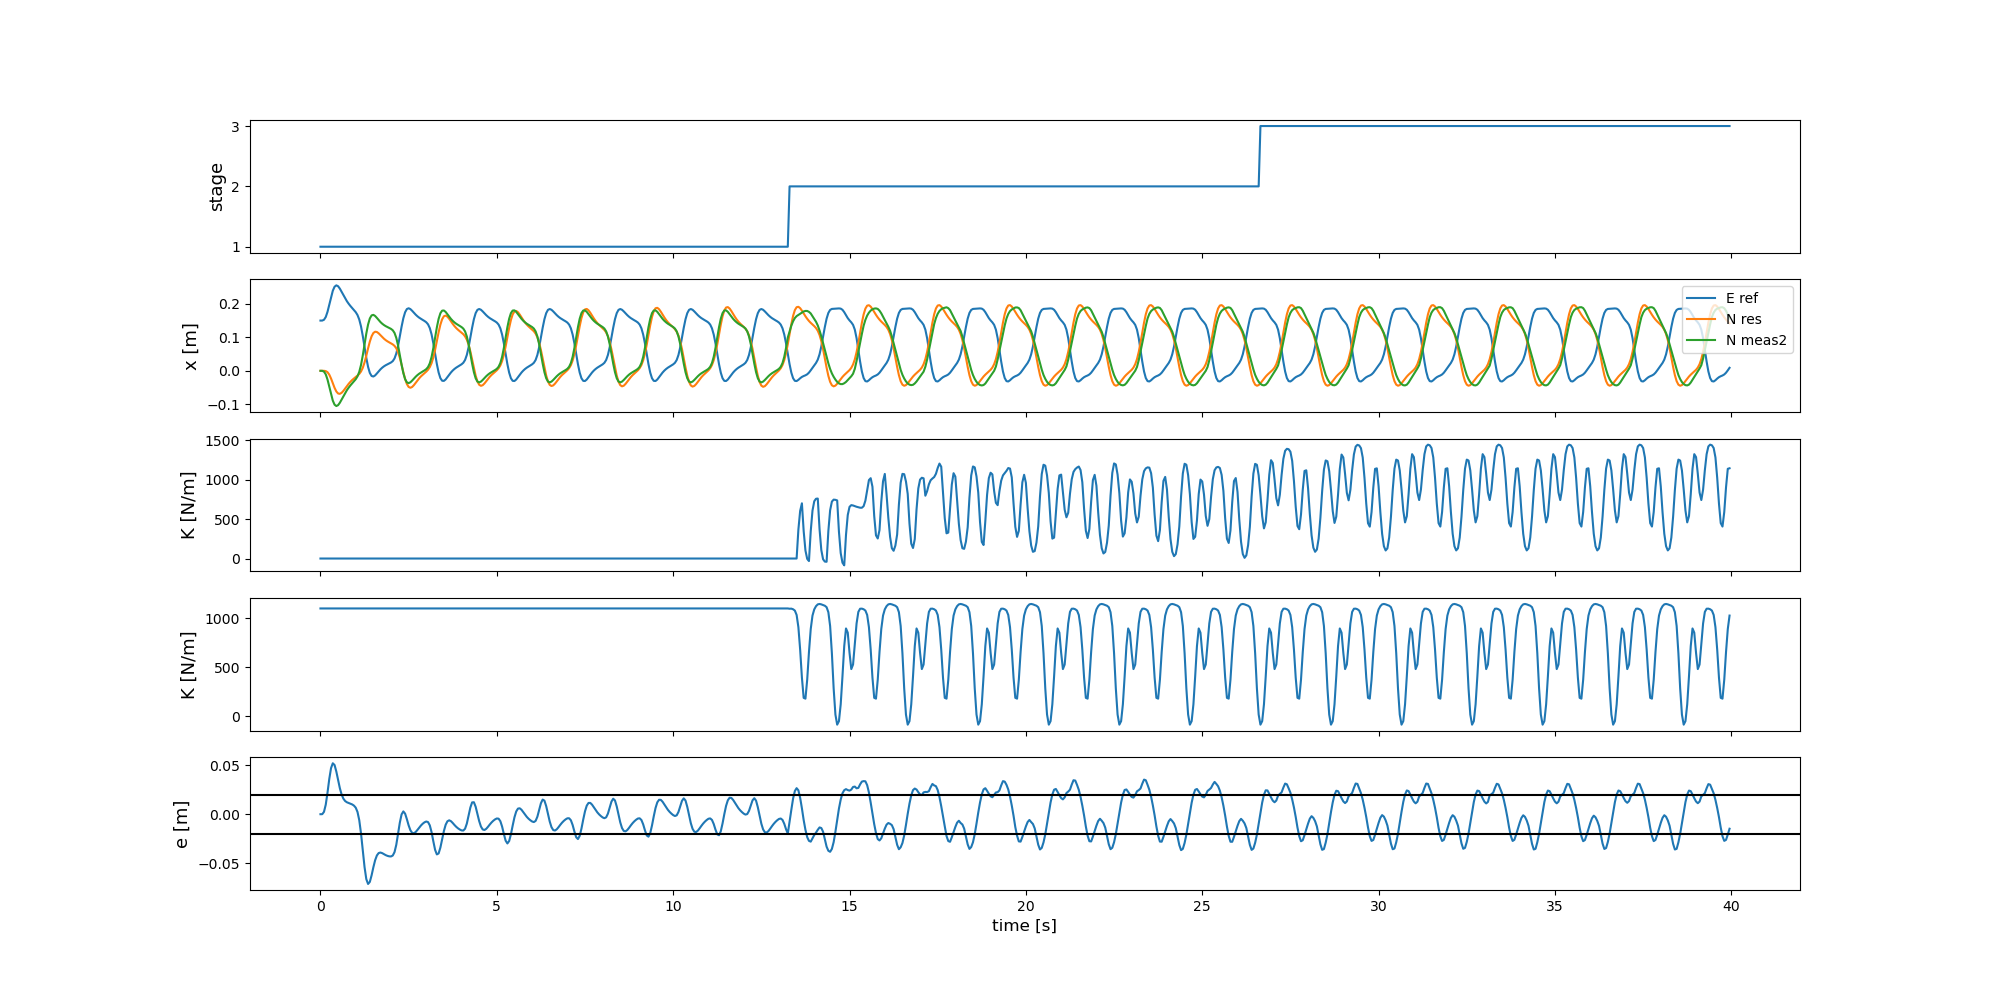 stage
3
2
1
x [m]
0.2
0.1
0.0
−0.1
E ref
N res
N meas2
K [N/m]
1500
1000
500
0
K [N/m]
1000
500
0
e [m]
0.05
0.00
−0.05
0 5 10 15 20 25 30 35 40
time [s]